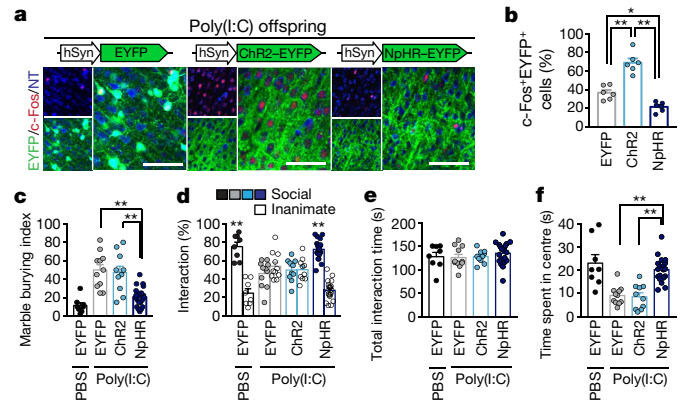 a
Poly(I:C) offspring
hSyn EYFP hSyn ChR2–EYFP hSyn NpHR–EYFP
EYFP/c-Fos/NT
b
c-Fos⁺EYFP⁺
cells (%)
100
80
60
40
20
0
*
** **
EYFP
ChR2
NpHR
c
Marble burying index
100
80
60
40
20
0
**
**
EYFP
EYFP
ChR2
NpHR
PBS
Poly(I:C)
d
Social
Inanimate
Interaction (%)
100
80
60
40
20
0
** **
EYFP
EYFP
ChR2
NpHR
PBS
Poly(I:C)
e
Total interaction time (s)
200
150
100
50
0
EYFP
EYFP
ChR2
NpHR
PBS
Poly(I:C)
f
Time spent in centre (s)
40
30
20
10
0
**
**
EYFP
EYFP
ChR2
NpHR
PBS
Poly(I:C)